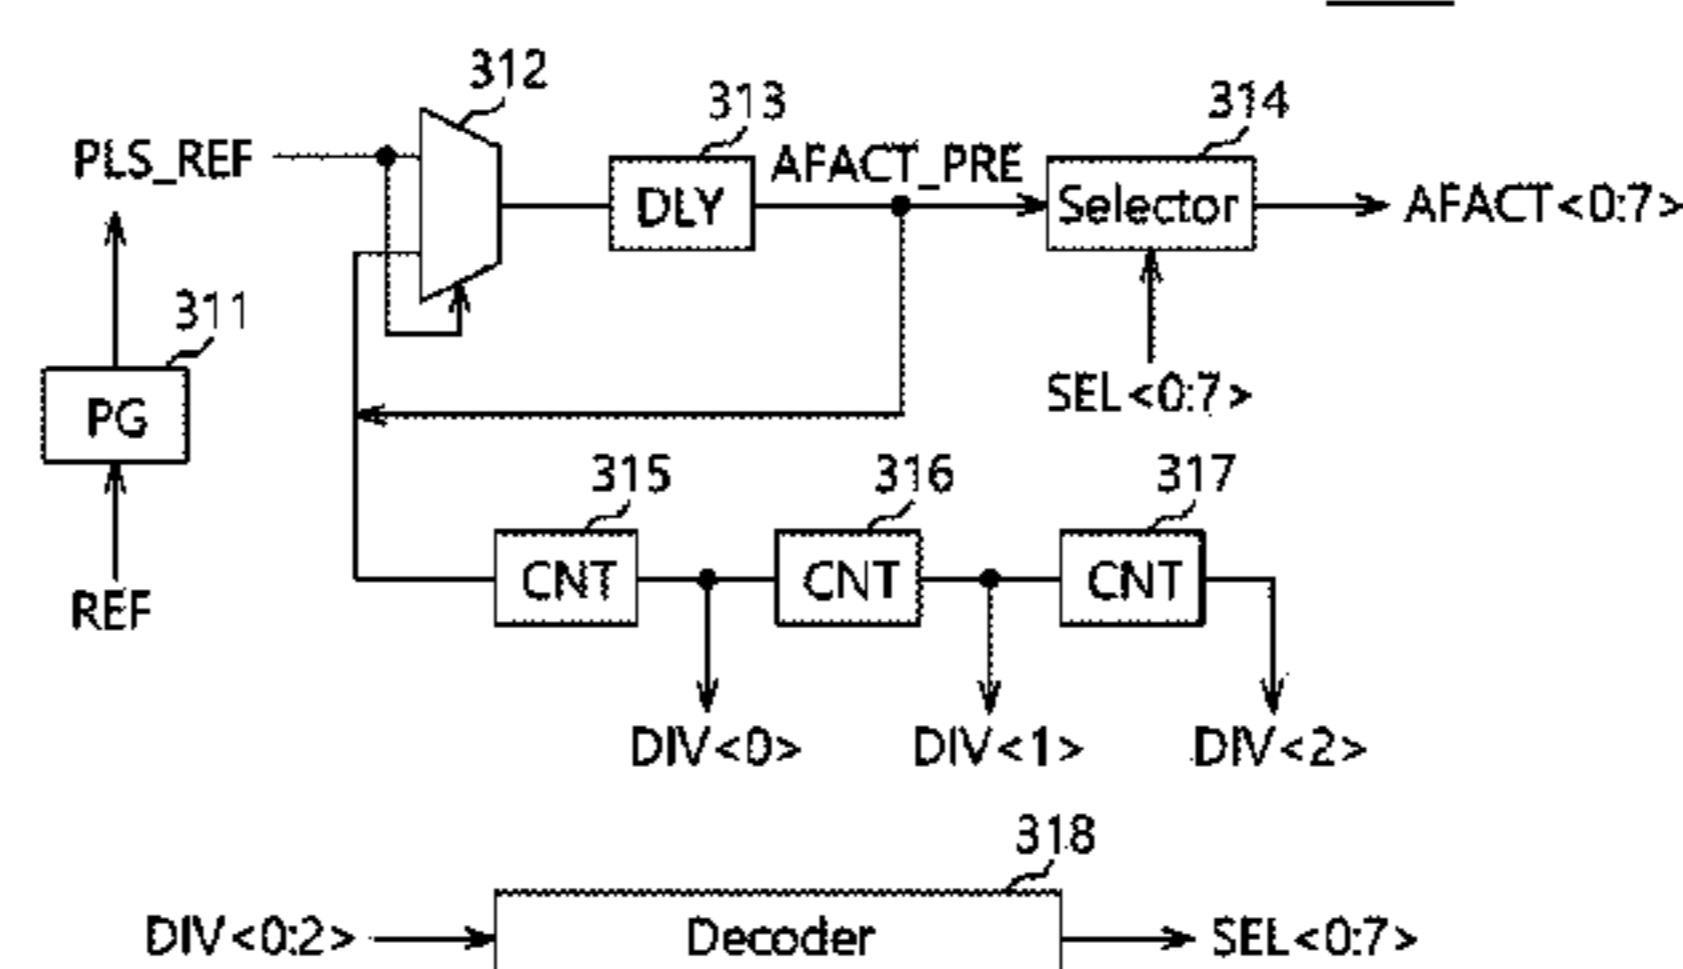 312
313
314
PLS_REF
AFACT_PRE
DLY
Selector
AFACT<0:7>
311
PG
SEL<0:7>
315
316
317
CNT
CNT
CNT
REF
DIV<0>
DIV<1>
DIV<2>
318
DIV<0:2>
Decoder
SEL<0:7>